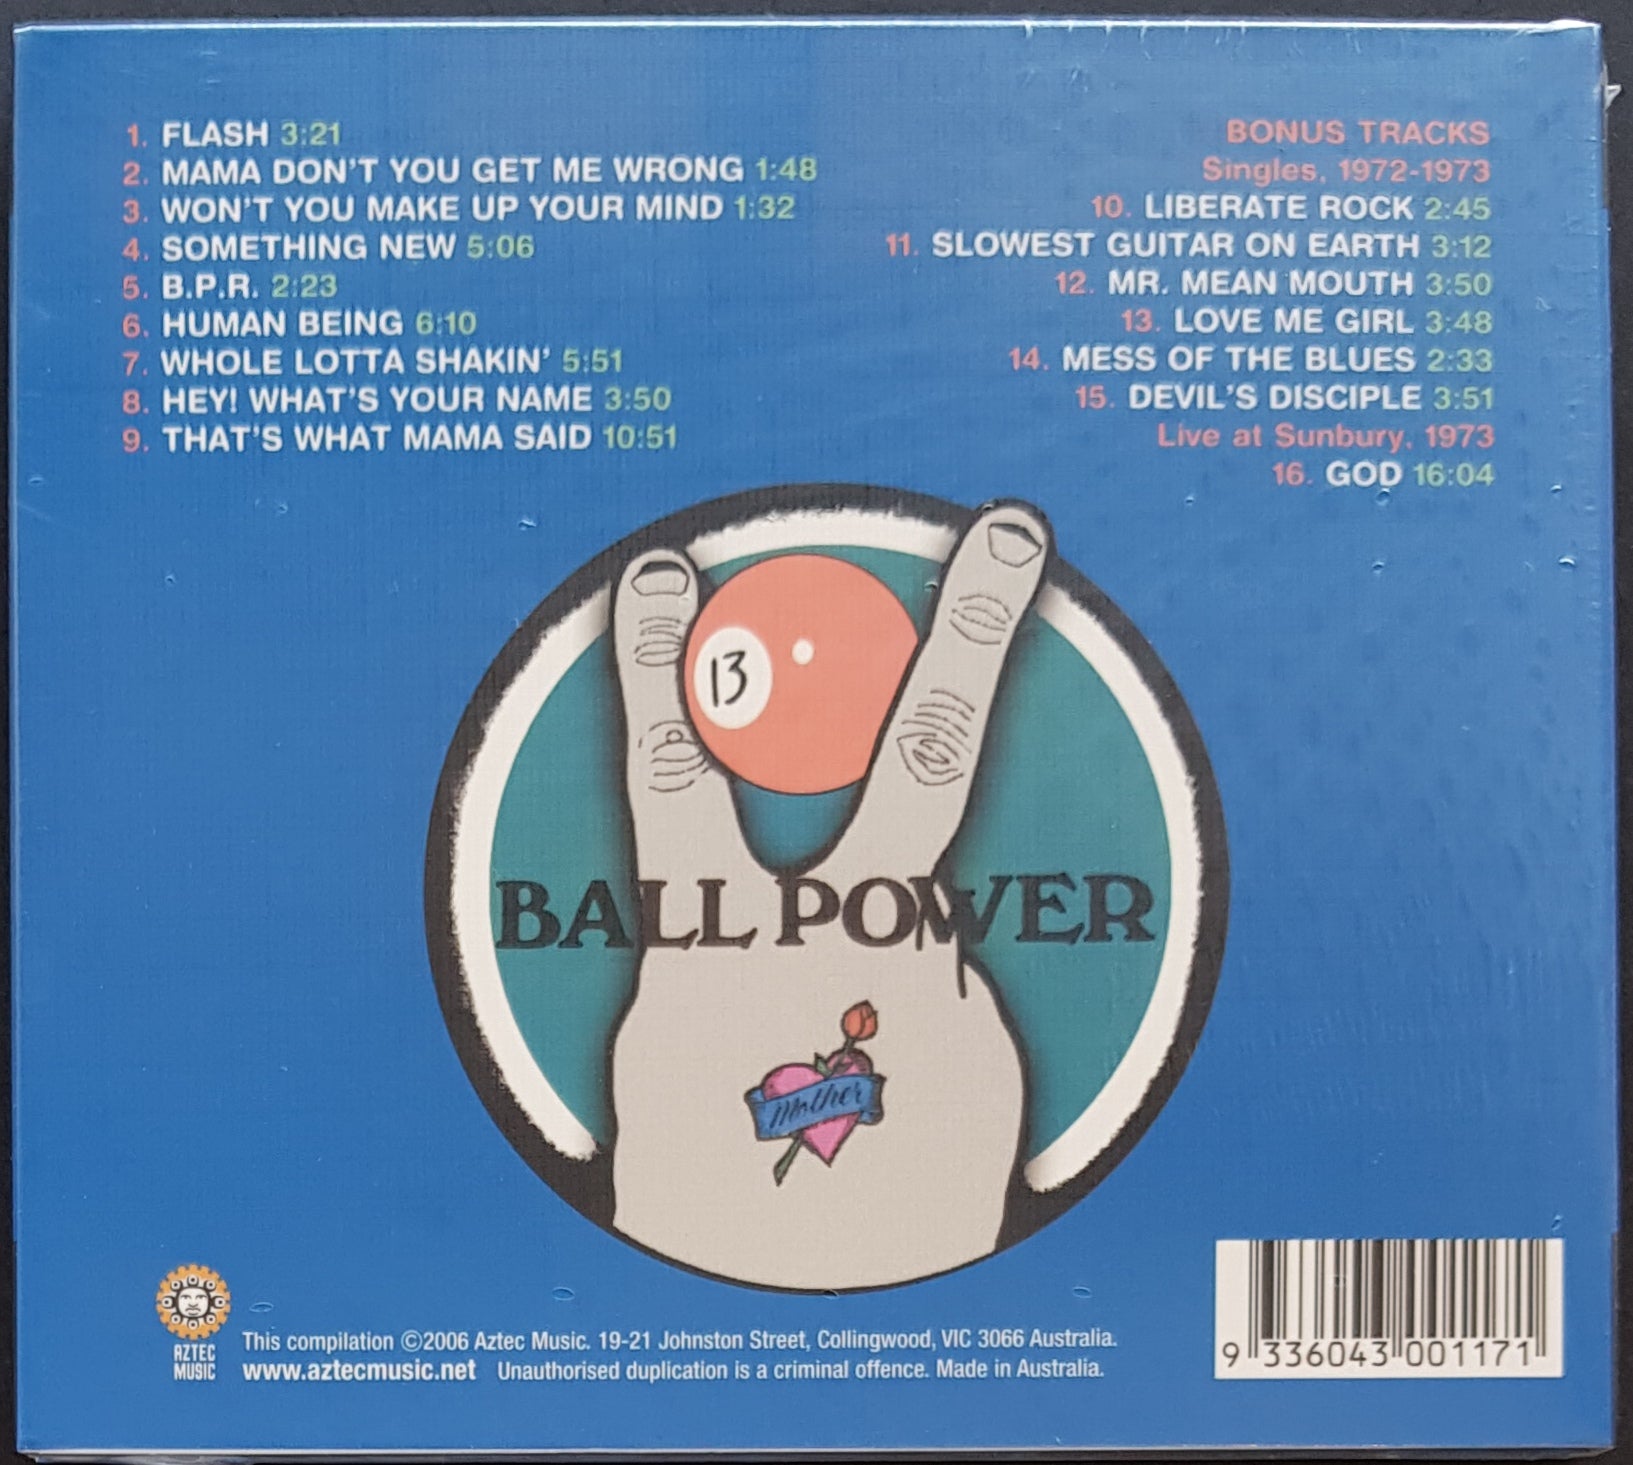 1. FLASH 3:21
2. MAMA DON'T YOU GET ME WRONG 1:48
3. WON'T YOU MAKE UP YOUR MIND 1:32
4. SOMETHING NEW 5:06
5. B.P.R. 2:23
6. HUMAN BEING 6:10
7. WHOLE LOTTA SHAKIN' 5:51
8. HEY! WHAT'S YOUR NAME 3:50
9. THAT'S WHAT MAMA SAID 10:51
BONUS TRACKS
Singles, 1972-1973
10. LIBERATE ROCK 2:45
11. SLOWEST GUITAR ON EARTH 3:12
12. MR. MEAN MOUTH 3:50
13. LOVE ME GIRL 3:48
14. MESS OF THE BLUES 2:33
15. DEVIL'S DISCIPLE 3:51
Live at Sunbury, 1973
16. GOD 16:04
13
BALL POWER
Mother
AZTEC
MUSIC
This compilation ©2006 Aztec Music. 19-21 Johnston Street, Collingwood, VIC 3066 Australia.
www.aztecmusic.net Unauthorised duplication is a criminal offence. Made in Australia.
9 336043 001171